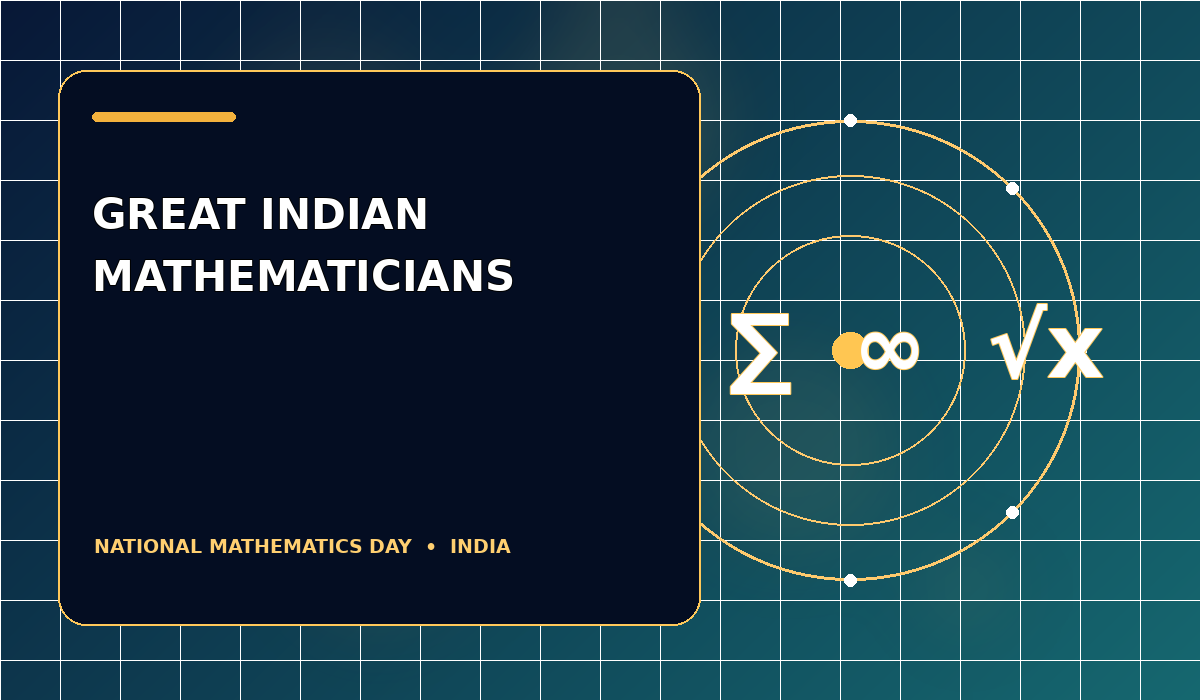 GREAT INDIAN
MATHEMATICIANS
∑ ∞ √x
NATIONAL MATHEMATICS DAY • INDIA